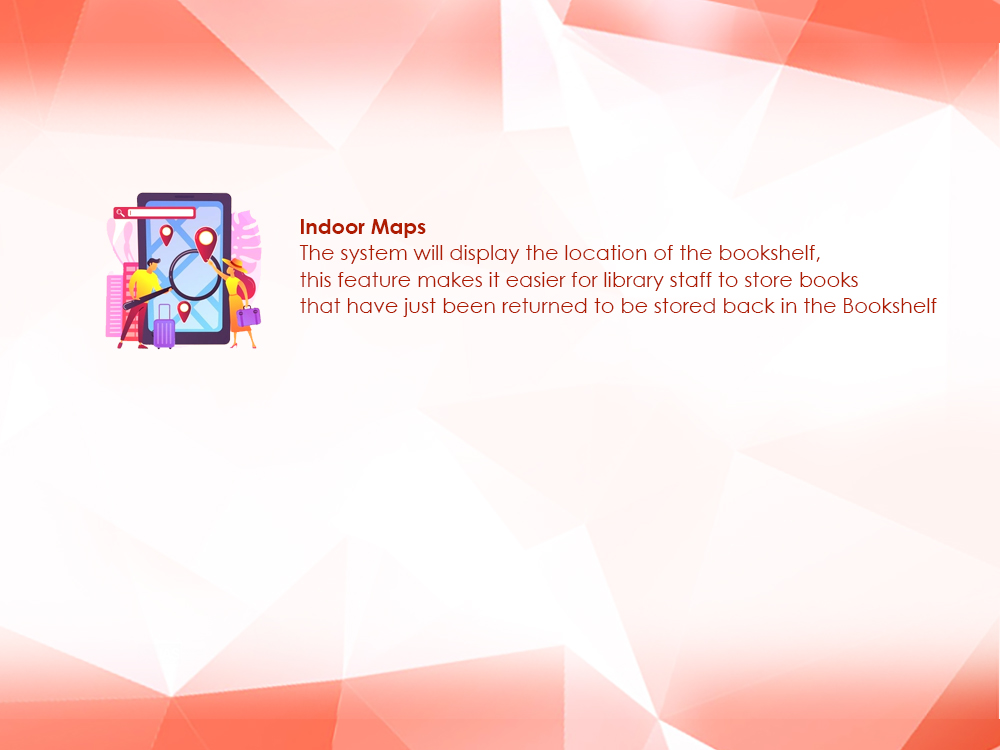 Indoor Maps
The system will display the location of the bookshelf,
this feature makes it easier for library staff to store books
that have just been returned to be stored back in the Bookshelf